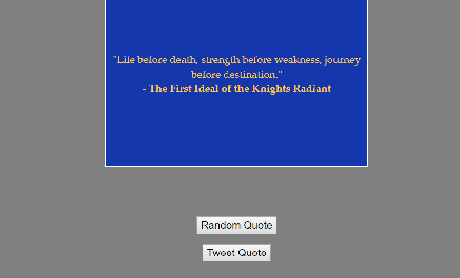 "Life before death, strength before weakness, journey
before destination."
- The First Ideal of the Knights Radiant
Random Quote
Tweet Quote